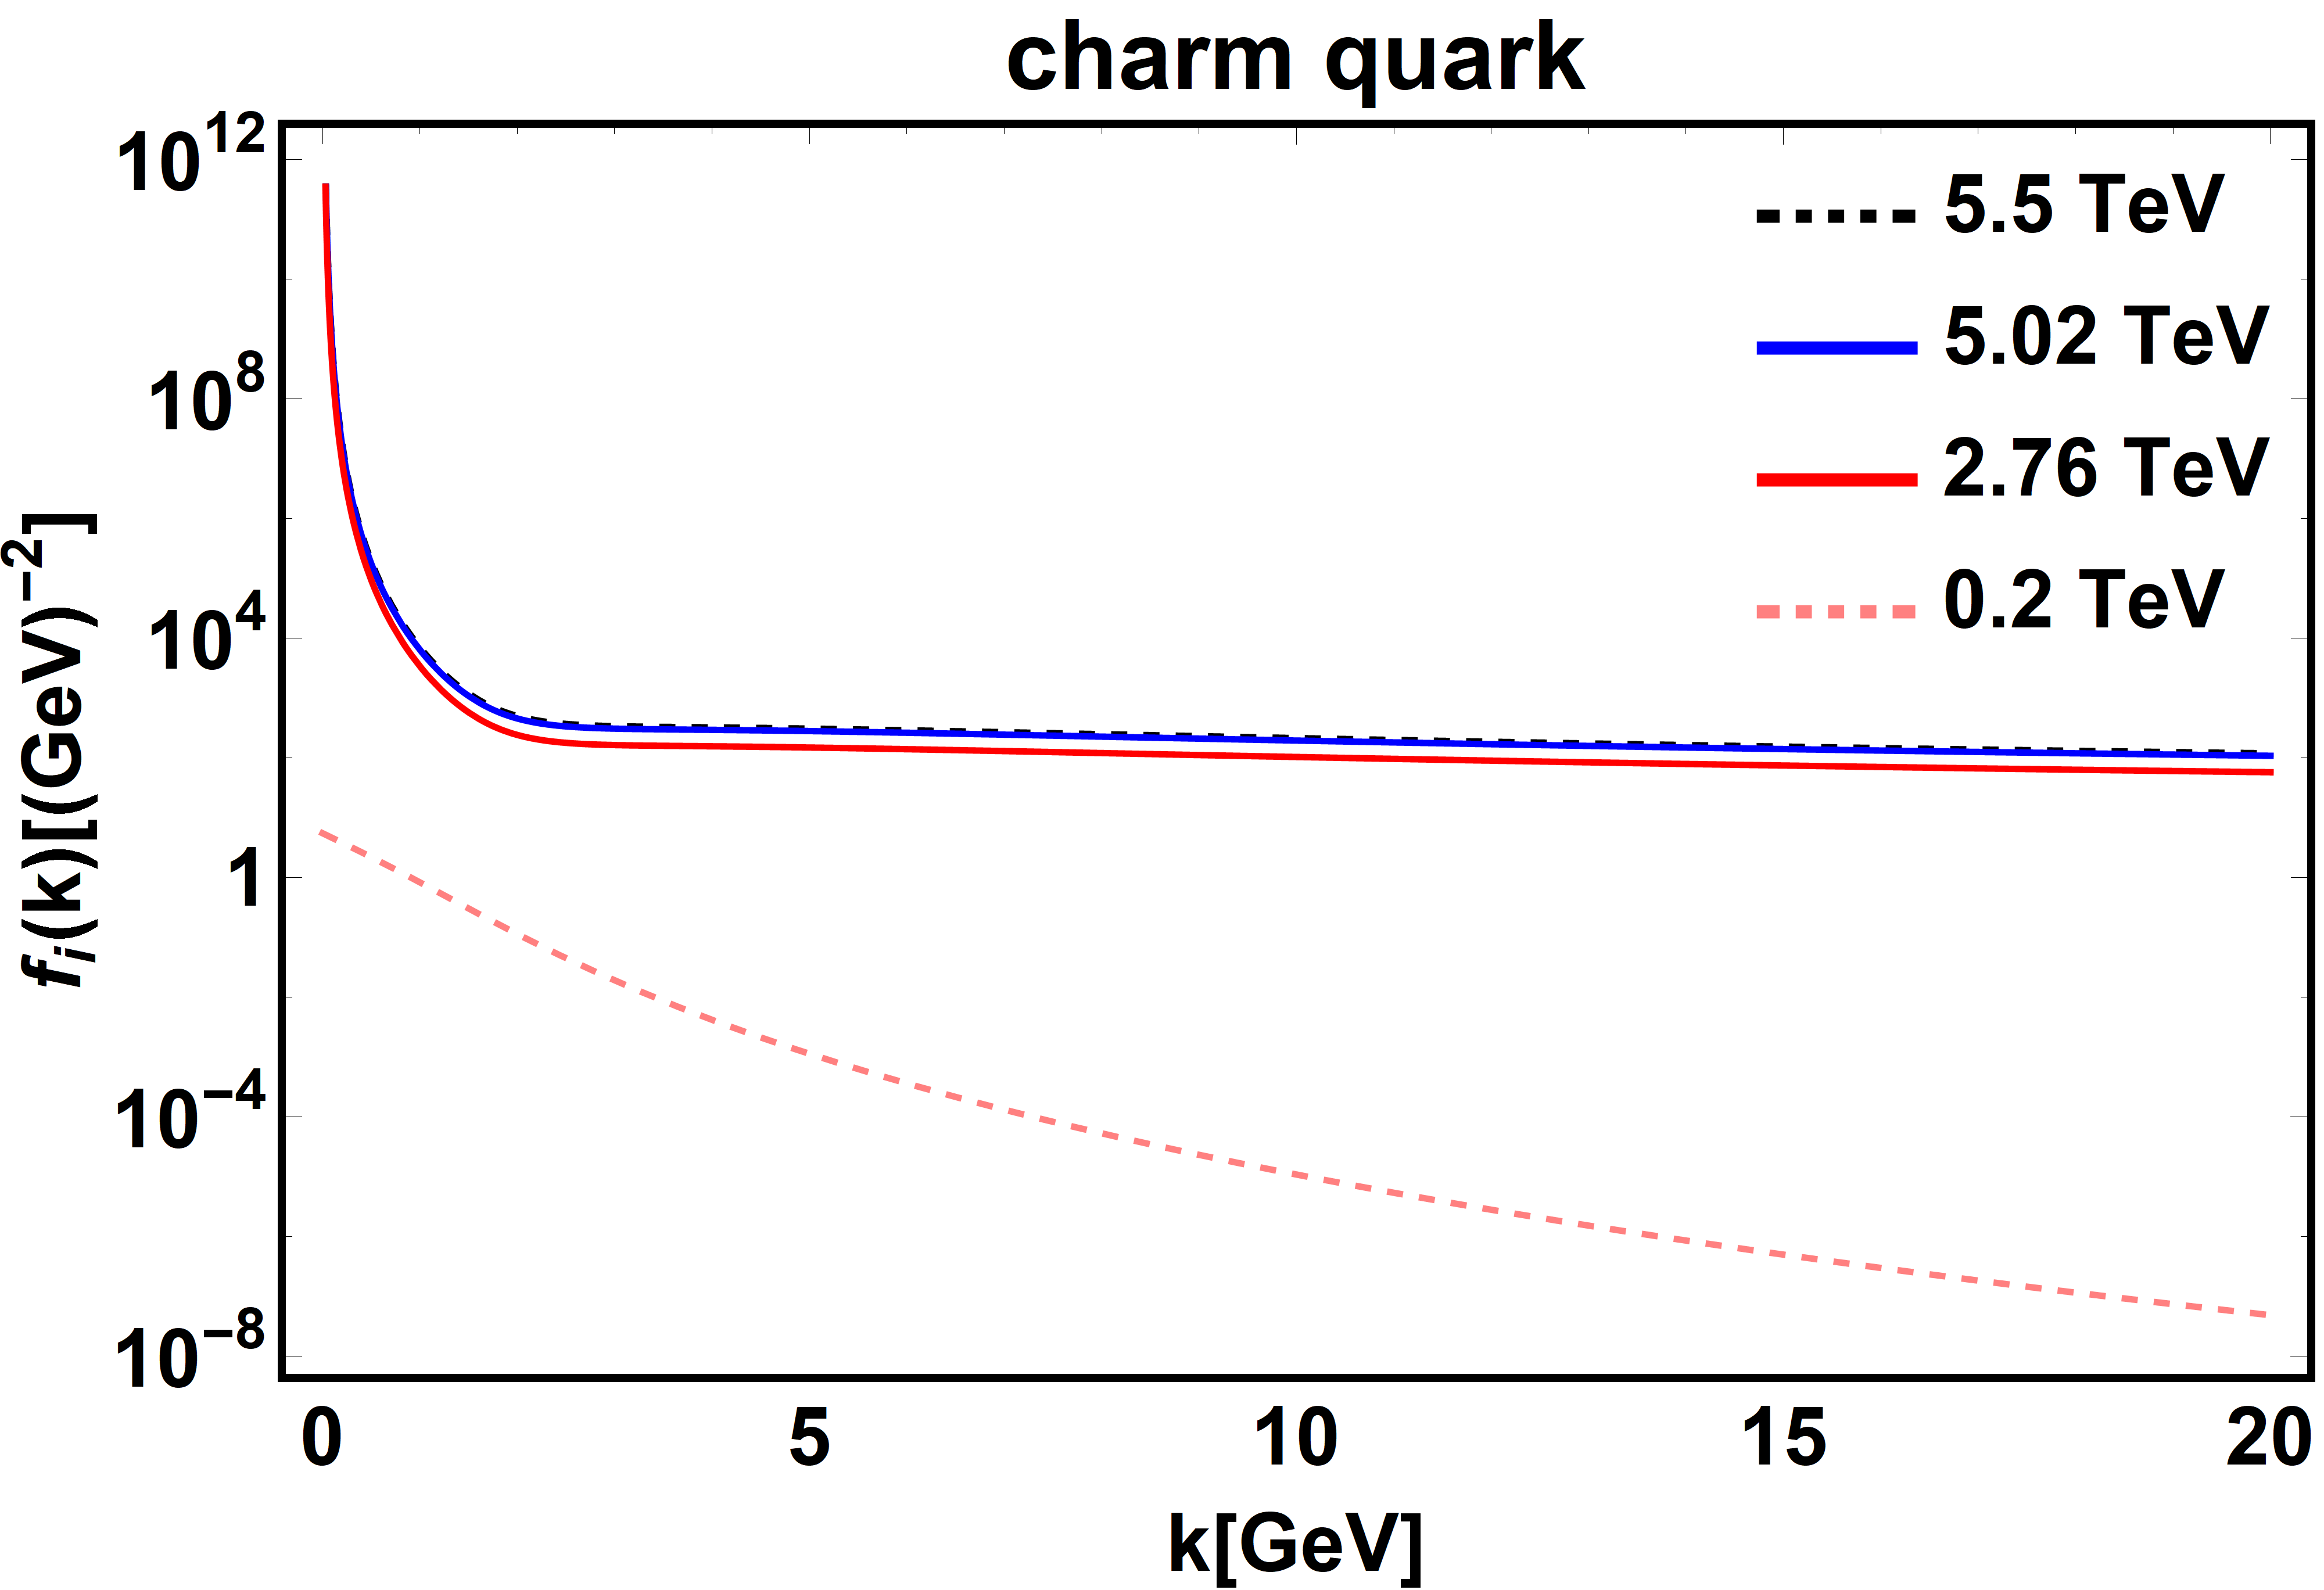 charm quark
10^12
10^8
10^4
1
10^−4
10^−8
f_i(k)[(GeV)^−2]
5.5 TeV
5.02 TeV
2.76 TeV
0.2 TeV
0 5 10 15 20
k[GeV]